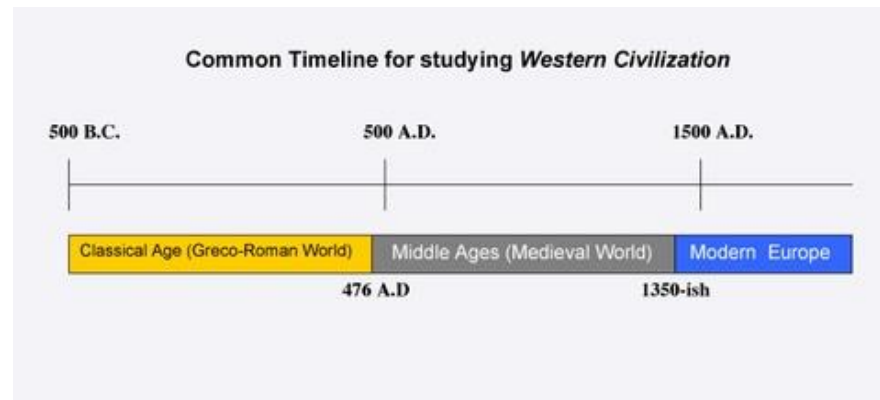 Common Timeline for studying Western Civilization
500 B.C. 500 A.D. 1500 A.D.
Classical Age (Greco-Roman World) Middle Ages (Medieval World) Modern Europe
476 A.D 1350-ish